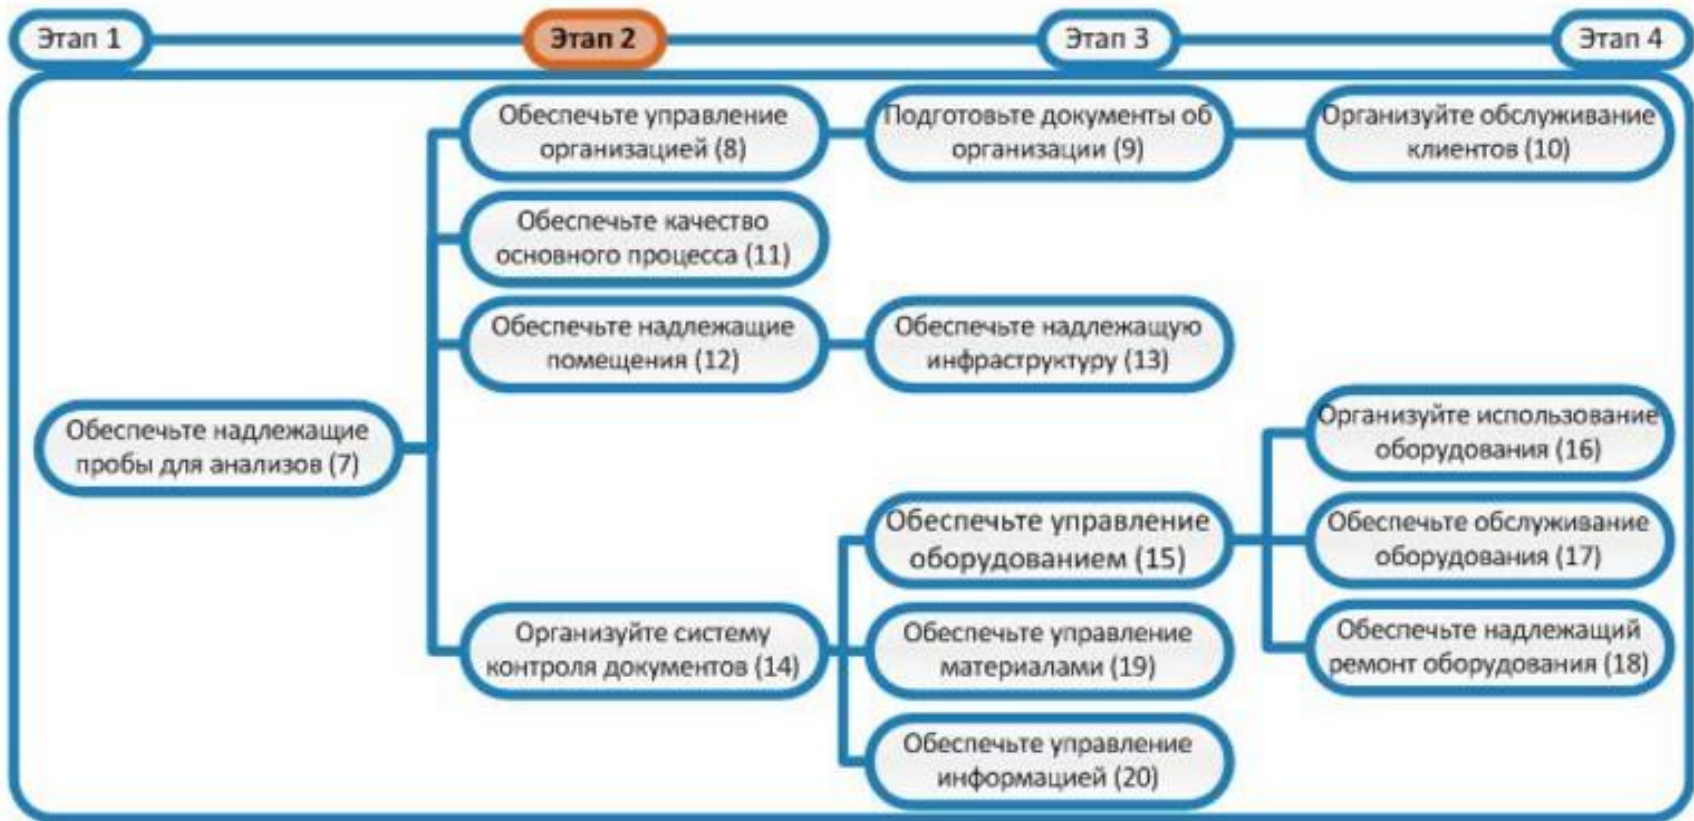 Этап 1
Этап 2
Этап 3
Этап 4
Обеспечьте управление
организацией (8)
Подготовьте документы об
организации (9)
Организуйте обслуживание
клиентов (10)
Обеспечьте качество
основного процесса (11)
Обеспечьте надлежащие
помещения (12)
Обеспечьте надлежащую
инфраструктуру (13)
Обеспечьте надлежащие
пробы для анализов (7)
Организуйте использование
оборудования (16)
Обеспечьте управление
оборудованием (15)
Обеспечьте обслуживание
оборудования (17)
Организуйте систему
контроля документов (14)
Обеспечьте управление
материалами (19)
Обеспечьте надлежащий
ремонт оборудования (18)
Обеспечьте управление
информацией (20)